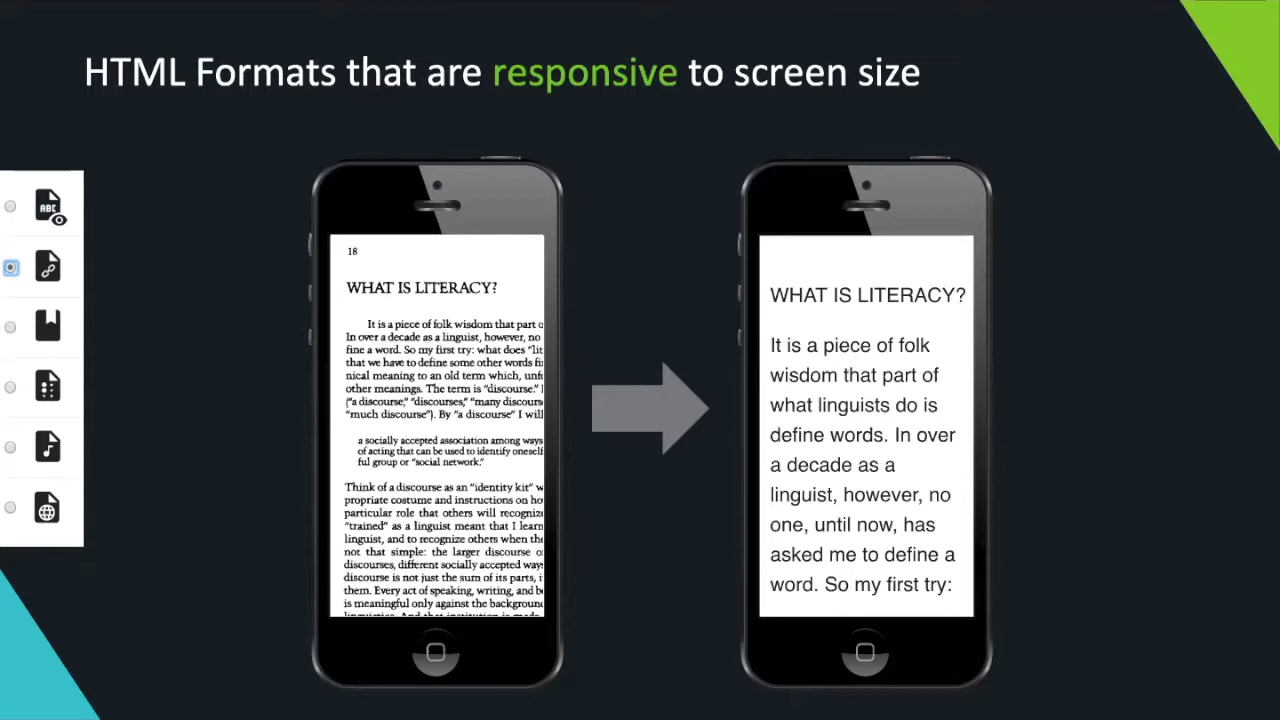 HTML Formats that are responsive to screen size
ABC
18
WHAT IS LITERACY?
It is a piece of folk wisdom that part
In over a decade as a linguist, however, no
fine a word. So my first try: what does "lit
that we have to define some other words
nical meaning to an old term which,
other meanings. The term is "discourse."
("a discourse," "discourses," "many discours
"much discourse"). By "a discourse" I will
a socially accepted association among ways
of acting that can be used to identify oneself
ful group or "social network."
Think of a discourse as an "identity kit"
propriate costume and instructions on
particular role that others will recogniz
"trained" as a linguist meant that I learn
linguist, and to recognize others when
not that simple: the larger discourse
discourses, different socially accepted ways
discourse is not just the sum of its parts,
them. Every act of speaking, writing, and
is meaningful only against the background
WHAT IS LITERACY?
It is a piece of folk
wisdom that part of
what linguists do is
define words. In over
a decade as a
linguist, however, no
one, until now, has
asked me to define a
word. So my first try: